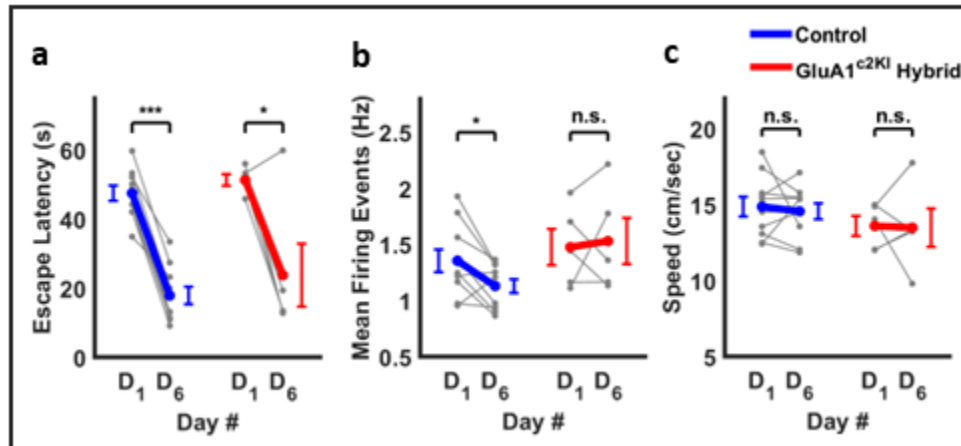 Control
GluA1^c2KI Hybrid
a
b
c
Escape Latency (s)
60
40
20
0
***
*
D1 D6
D1 D6
Day #
Mean Firing Events (Hz)
2.5
2
1.5
1
0.5
*
n.s.
D1 D6
D1 D6
Day #
Speed (cm/sec)
20
15
10
5
n.s.
n.s.
D1 D6
D1 D6
Day #